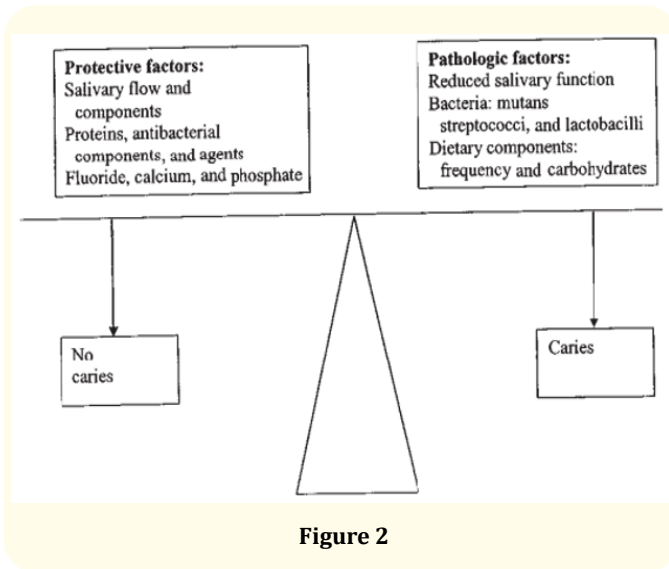 Protective factors:
Salivary flow and
components
Proteins, antibacterial
components, and agents
Fluoride, calcium, and phosphate
Pathologic factors:
Reduced salivary function
Bacteria: mutans
streptococci, and lactobacilli
Dietary components:
frequency and carbohydrates
No
caries
Caries
Figure 2